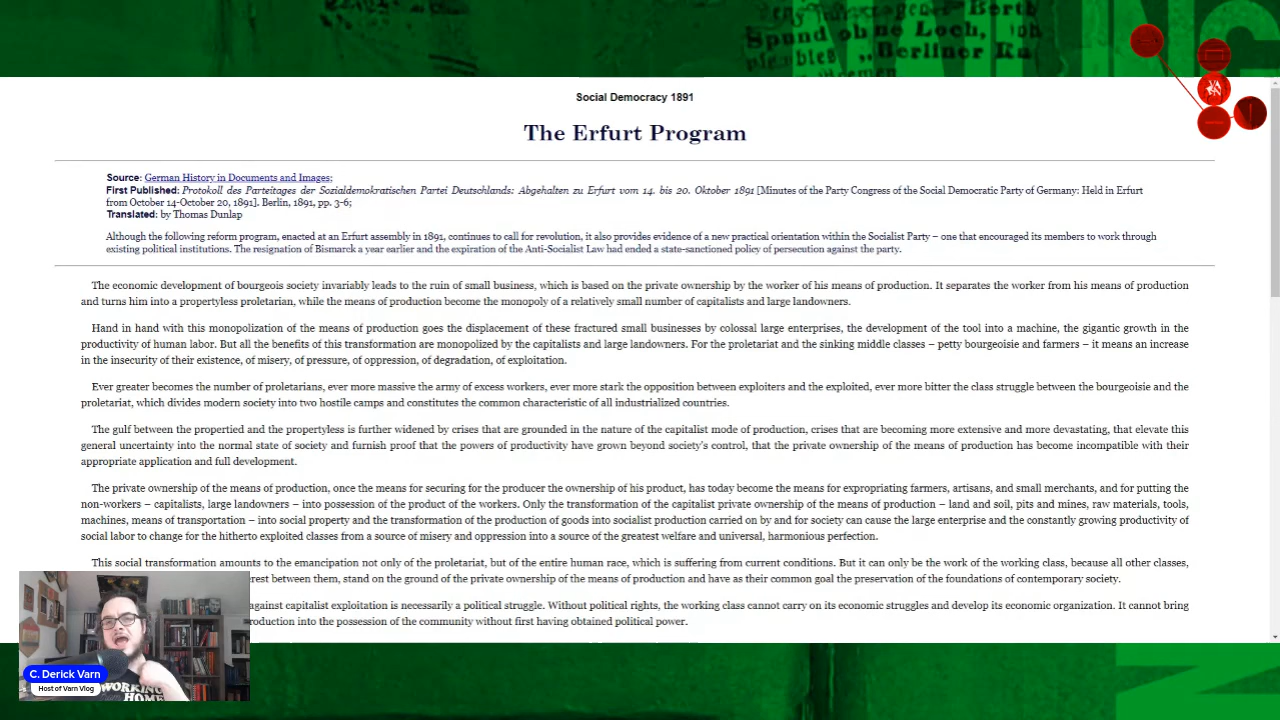 Berth
Spund ohne Loch,
„Berliner
Social Democracy 1891
The Erfurt Program
Source: German History in Documents and Images;
First Published: Protokoll des Parteitages der Sozialdemokratischen Partei Deutschlands: Abgehalten zu Erfurt vom 14. bis 20. Oktober 1891 [Minutes of the Party Congress of the Social Democratic Party of Germany: Held in Erfurt
from October 14-October 20, 1891]. Berlin, 1891, pp. 3-6;
Translated: by Thomas Dunlap
Although the following reform program, enacted at an Erfurt assembly in 1891, continues to call for revolution, it also provides evidence of a new practical orientation within the Socialist Party – one that encouraged its members to work through
existing political institutions. The resignation of Bismarck a year earlier and the expiration of the Anti-Socialist Law had ended a state-sanctioned policy of persecution against the party.
The economic development of bourgeois society invariably leads to the ruin of small business, which is based on the private ownership by the worker of his means of production. It separates the worker from his means of production
and turns him into a propertyless proletarian, while the means of production become the monopoly of a relatively small number of capitalists and large landowners.
Hand in hand with this monopolization of the means of production goes the displacement of these fractured small businesses by colossal large enterprises, the development of the tool into a machine, the gigantic growth in the
productivity of human labor. But all the benefits of this transformation are monopolized by the capitalists and large landowners. For the proletariat and the sinking middle classes – petty bourgeoisie and farmers – it means an increase
in the insecurity of their existence, of misery, of pressure, of oppression, of degradation, of exploitation.
Ever greater becomes the number of proletarians, ever more massive the army of excess workers, ever more stark the opposition between exploiters and the exploited, ever more bitter the class struggle between the bourgeoisie and the
proletariat, which divides modern society into two hostile camps and constitutes the common characteristic of all industrialized countries.
The gulf between the propertied and the propertyless is further widened by crises that are grounded in the nature of the capitalist mode of production, crises that are becoming more extensive and more devastating, that elevate this
general uncertainty into the normal state of society and furnish proof that the powers of productivity have grown beyond society's control, that the private ownership of the means of production has become incompatible with their
appropriate application and full development.
The private ownership of the means of production, once the means for securing for the producer the ownership of his product, has today become the means for expropriating farmers, artisans, and small merchants, and for putting the
non-workers – capitalists, large landowners – into possession of the product of the workers. Only the transformation of the capitalist private ownership of the means of production – land and soil, pits and mines, raw materials, tools,
machines, means of transportation – into social property and the transformation of the production of goods into socialist production carried on by and for society can cause the large enterprise and the constantly growing productivity of
social labor to change for the hitherto exploited classes from a source of misery and oppression into a source of the greatest welfare and universal, harmonious perfection.
This social transformation amounts to the emancipation not only of the proletariat, but of the entire human race, which is suffering from current conditions. But it can only be the work of the working class, because all other classes,
erest between them, stand on the ground of the private ownership of the means of production and have as their common goal the preservation of the foundations of contemporary society.
against capitalist exploitation is necessarily a political struggle. Without political rights, the working class cannot carry on its economic struggles and develop its economic organization. It cannot bring
roduction into the possession of the community without first having obtained political power.
VARN
C. Derick Varn
Host of Varn Vlog
WORKING
HOME